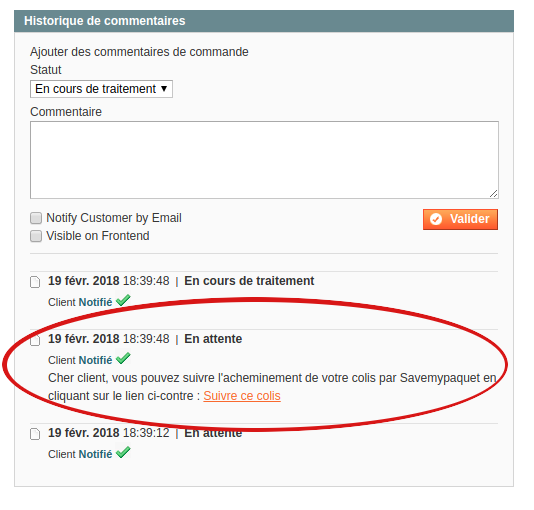 Historique de commentaires
Ajouter des commentaires de commande
Statut
En cours de traitement
Commentaire
Notify Customer by Email
Valider
Visible on Frontend
19 févr. 2018 18:39:48 | En cours de traitement
Client Notifié
19 févr. 2018 18:39:48 | En attente
Client Notifié
Cher client, vous pouvez suivre l'acheminement de votre colis par Savemypaquet en
cliquant sur le lien ci-contre : Suivre ce colis
19 févr. 2018 18:39:12 | En attente
Client Notifié